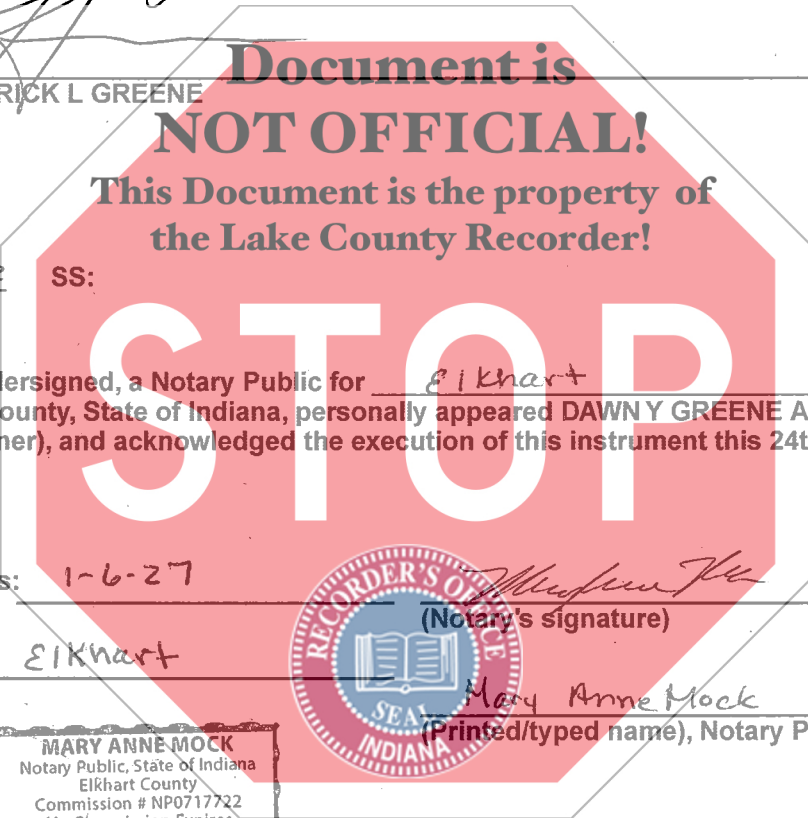 Document is
RICK L GREENE
NOT OFFICIAL!
This Document is the property of
the Lake County Recorder!
SS:
STOP
dersigned, a Notary Public for Elkhart
ounty, State of Indiana, personally appeared DAWN Y GREENE A
ner), and acknowledged the execution of this instrument this 24t
s: 1-6-27
(Notary's signature)
RECORDER'S OFFICE
SEAL
INDIANA
Elkhart
Mary Anne Mock
(Printed/typed name), Notary P
MARY ANNE MOCK
Notary Public, State of Indiana
Elkhart County
Commission # NP0717722